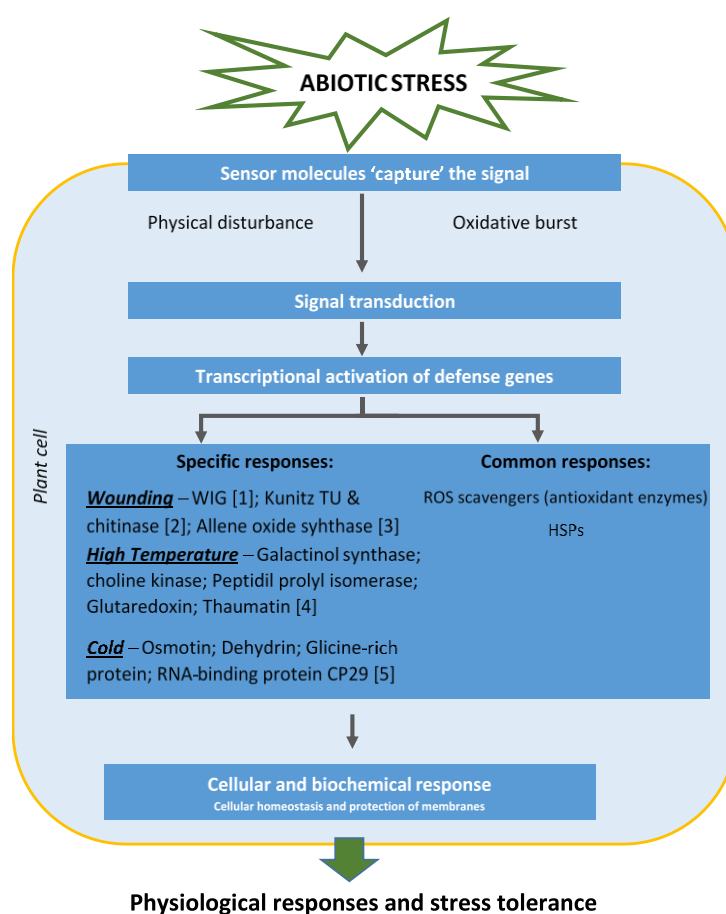 ABIOTIC STRESS
Sensor molecules ‘capture’ the signal
Physical disturbance
Oxidative burst
Signal transduction
Transcriptional activation of defense genes
Plant cell
Specific responses:
Wounding – WIG [1]; Kunitz TU &
chitinase [2]; Allene oxide syhthase [3]
High Temperature – Galactinol synthase;
choline kinase; Peptidil prolyl isomerase;
Glutaredoxin; Thaumatin [4]
Cold – Osmotin; Dehydrin; Glicine-rich
protein; RNA-binding protein CP29 [5]
Common responses:
ROS scavengers (antioxidant enzymes)
HSPs
Cellular and biochemical response
Cellular homeostasis and protection of membranes
Physiological responses and stress tolerance